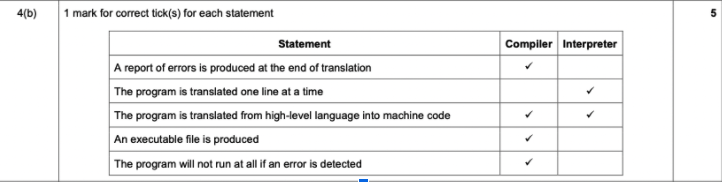 4(b) 1 mark for correct tick(s) for each statement 5
Statement Compiler Interpreter
A report of errors is produced at the end of translation ✓
The program is translated one line at a time ✓
The program is translated from high-level language into machine code ✓ ✓
An executable file is produced ✓
The program will not run at all if an error is detected ✓